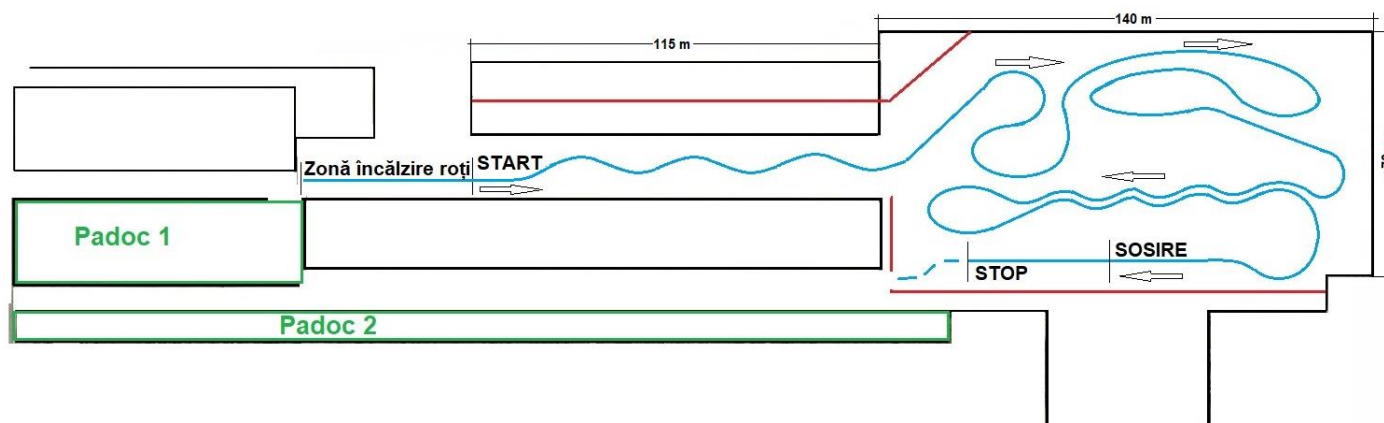 140 m
115 m
Zonă încălzire roți
START
Padoc 1
SOSIRE
STOP
Padoc 2